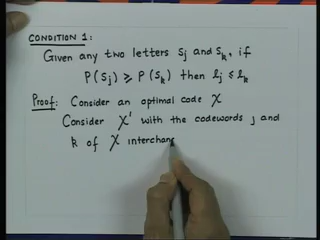 CONDITION 1:
Given any two letters Sj and Sk, if
P(Sj) ⩾ P(Sk) then lj ≤ lk
Proof: Consider an optimal code X
Consider X' with the codewords j and
k of X interchan